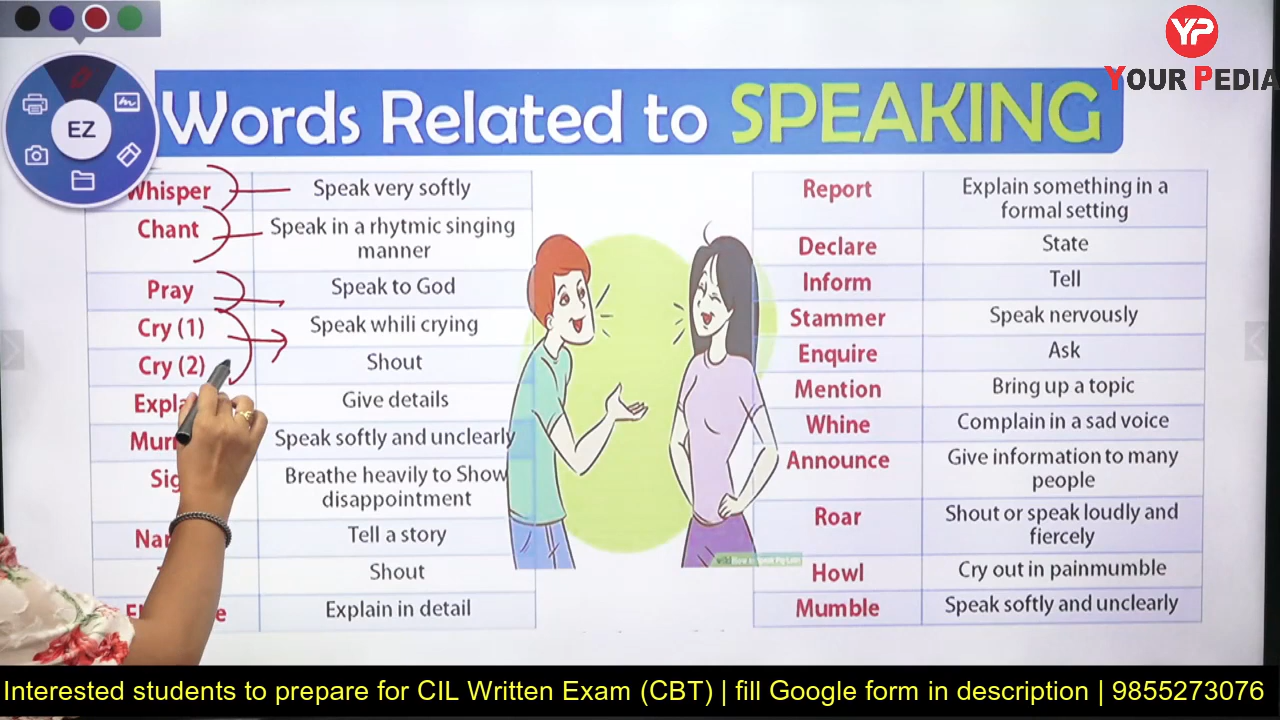 YP
YOUR PEDIA
EZ
Words Related to SPEAKING
Whisper
Speak very softly
Chant
Speak in a rhytmic singing
manner
Pray
Speak to God
Cry (1)
Speak whili crying
Cry (2)
Shout
Give details
Speak softly and unclearly
Breathe heavily to Show
disappointment
Tell a story
Shout
Explain in detail
Report
Explain something in a
formal setting
Declare
State
Inform
Tell
Stammer
Speak nervously
Enquire
Ask
Mention
Bring up a topic
Whine
Complain in a sad voice
Announce
Give information to many
people
Roar
Shout or speak loudly and
fiercely
Howl
Cry out in painmumble
Mumble
Speak softly and unclearly
Interested students to prepare for CIL Written Exam (CBT) | fill Google form in description | 9855273076